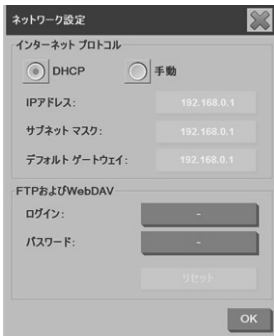 ネットワーク設定
インターネット プロトコル
DHCP 手動
IPアドレス: 192.168.0.1
サブネット マスク: 192.168.0.1
デフォルト ゲートウェイ: 192.168.0.1
FTPおよびWebDAV
ログイン: -
パスワード: -
リセット
OK